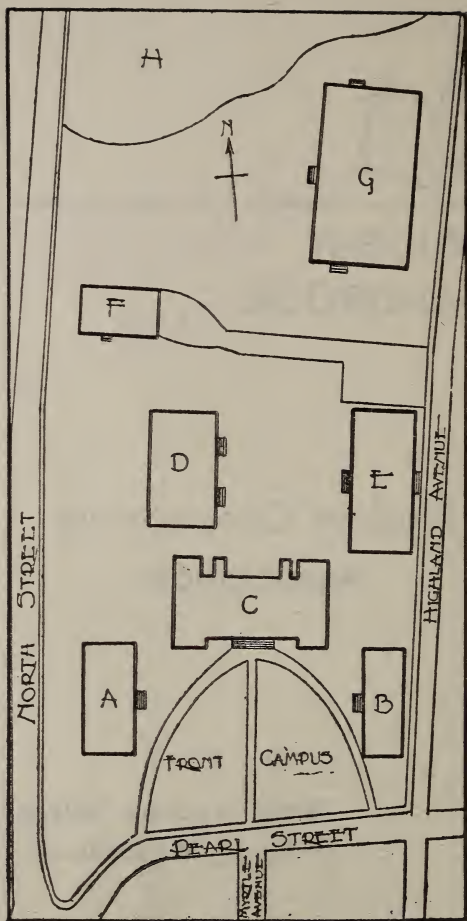 H
N
G
F
D
E
HIGHLAND AVENUE
NORTH STREET
C
A
B
FRONT CAMPUS
PEARL STREET
MYRTLE
AVENUE